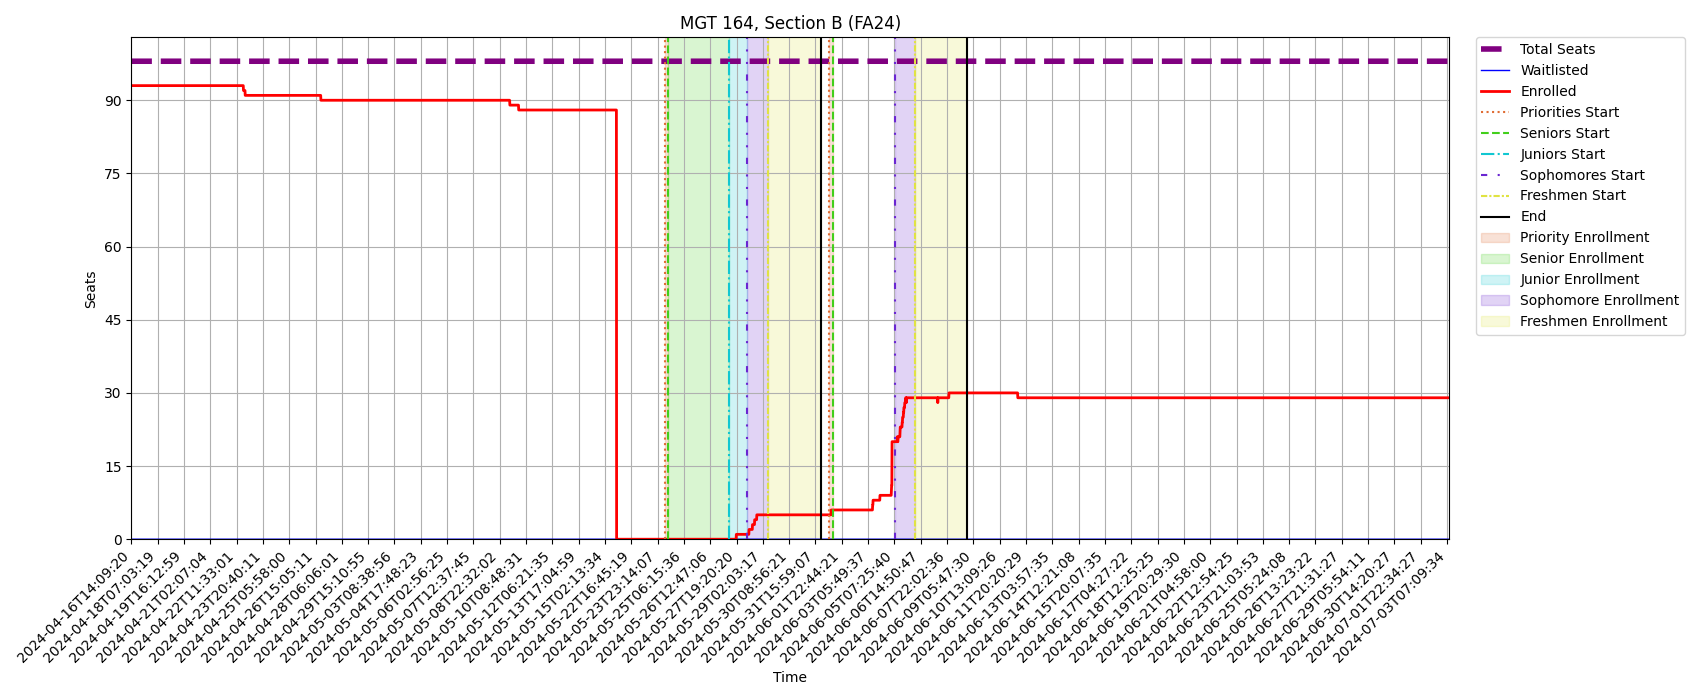 MGT 164, Section B (FA24)
Seats
90
75
60
45
30
15
0
2024-04-16T14:09:20
2024-04-18T07:03:19
2024-04-19T16:12:59
2024-04-21T02:07:04
2024-04-22T11:33:01
2024-04-23T20:40:11
2024-04-25T05:58:00
2024-04-26T15:05:11
2024-04-28T06:06:01
2024-04-29T15:10:55
2024-05-03T08:38:56
2024-05-04T17:48:23
2024-05-06T02:56:25
2024-05-07T12:37:45
2024-05-08T22:32:02
2024-05-10T08:48:31
2024-05-12T06:21:35
2024-05-13T17:04:59
2024-05-15T02:13:34
2024-05-22T16:45:19
2024-05-23T23:14:07
2024-05-25T06:15:36
2024-05-26T12:47:06
2024-05-27T19:20:20
2024-05-29T02:03:17
2024-05-30T08:56:21
2024-05-31T15:59:07
2024-06-01T22:44:21
2024-06-03T05:49:37
2024-06-05T07:25:40
2024-06-06T14:50:47
2024-06-07T22:02:36
2024-06-09T05:47:30
2024-06-10T13:09:26
2024-06-11T20:20:29
2024-06-13T03:57:35
2024-06-14T12:21:08
2024-06-15T20:07:35
2024-06-17T04:27:22
2024-06-18T12:25:25
2024-06-19T20:29:30
2024-06-21T04:58:00
2024-06-22T12:54:25
2024-06-23T21:03:53
2024-06-25T05:24:08
2024-06-26T13:23:22
2024-06-27T21:31:27
2024-06-29T05:54:11
2024-06-30T14:20:27
2024-07-01T22:34:27
2024-07-03T07:09:34
Time
Total Seats
Waitlisted
Enrolled
Priorities Start
Seniors Start
Juniors Start
Sophomores Start
Freshmen Start
End
Priority Enrollment
Senior Enrollment
Junior Enrollment
Sophomore Enrollment
Freshmen Enrollment